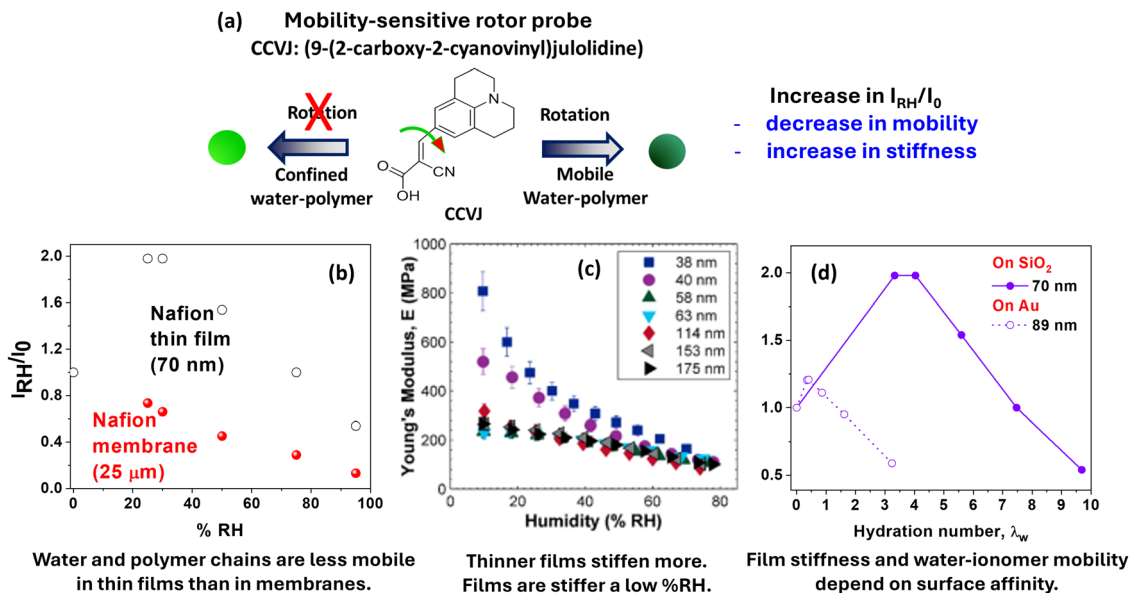 (a) Mobility-sensitive rotor probe
CCVJ: (9-(2-carboxy-2-cyanovinyl)julolidine)
Rotation
X
Confined
water-polymer
N
O
OH
CN
CCVJ
Rotation
Mobile
Water-polymer
Increase in I_RH/I_0
- decrease in mobility
- increase in stiffness
(b)
I_RH/I_0
2.0
1.6
1.2
0.8
0.4
0.0
Nafion
thin film
(70 nm)
Nafion
membrane
(25 μm)
0 20 40 60 80 100
% RH
Water and polymer chains are less mobile
in thin films than in membranes.
(c)
Young's Modulus, E (MPa)
1000
800
600
400
200
0
38 nm
40 nm
58 nm
63 nm
114 nm
153 nm
175 nm
0 20 40 60 80
Humidity (% RH)
Thinner films stiffen more.
Films are stiffer a low %RH.
(d)
On SiO2
70 nm
On Au
89 nm
2.0
1.5
1.0
0.5
0 1 2 3 4 5 6 7 8 9 10
Hydration number, λw
Film stiffness and water-ionomer mobility
depend on surface affinity.